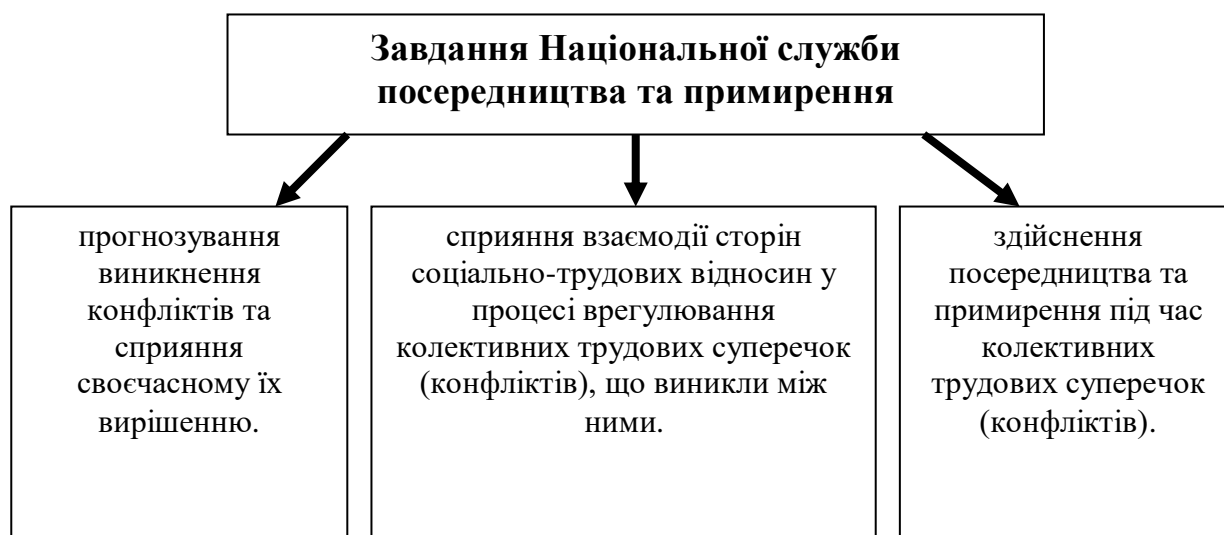 Завдання Національної служби
посередництва та примирення
прогнозування
виникнення
конфліктів та
сприяння
своєчасному їх
вирішенню.
сприяння взаємодії сторін
соціально-трудових відносин у
процесі врегулювання
колективних трудових суперечок
(конфліктів), що виникли між
ними.
здійснення
посередництва та
примирення під час
колективних
трудових суперечок
(конфліктів).